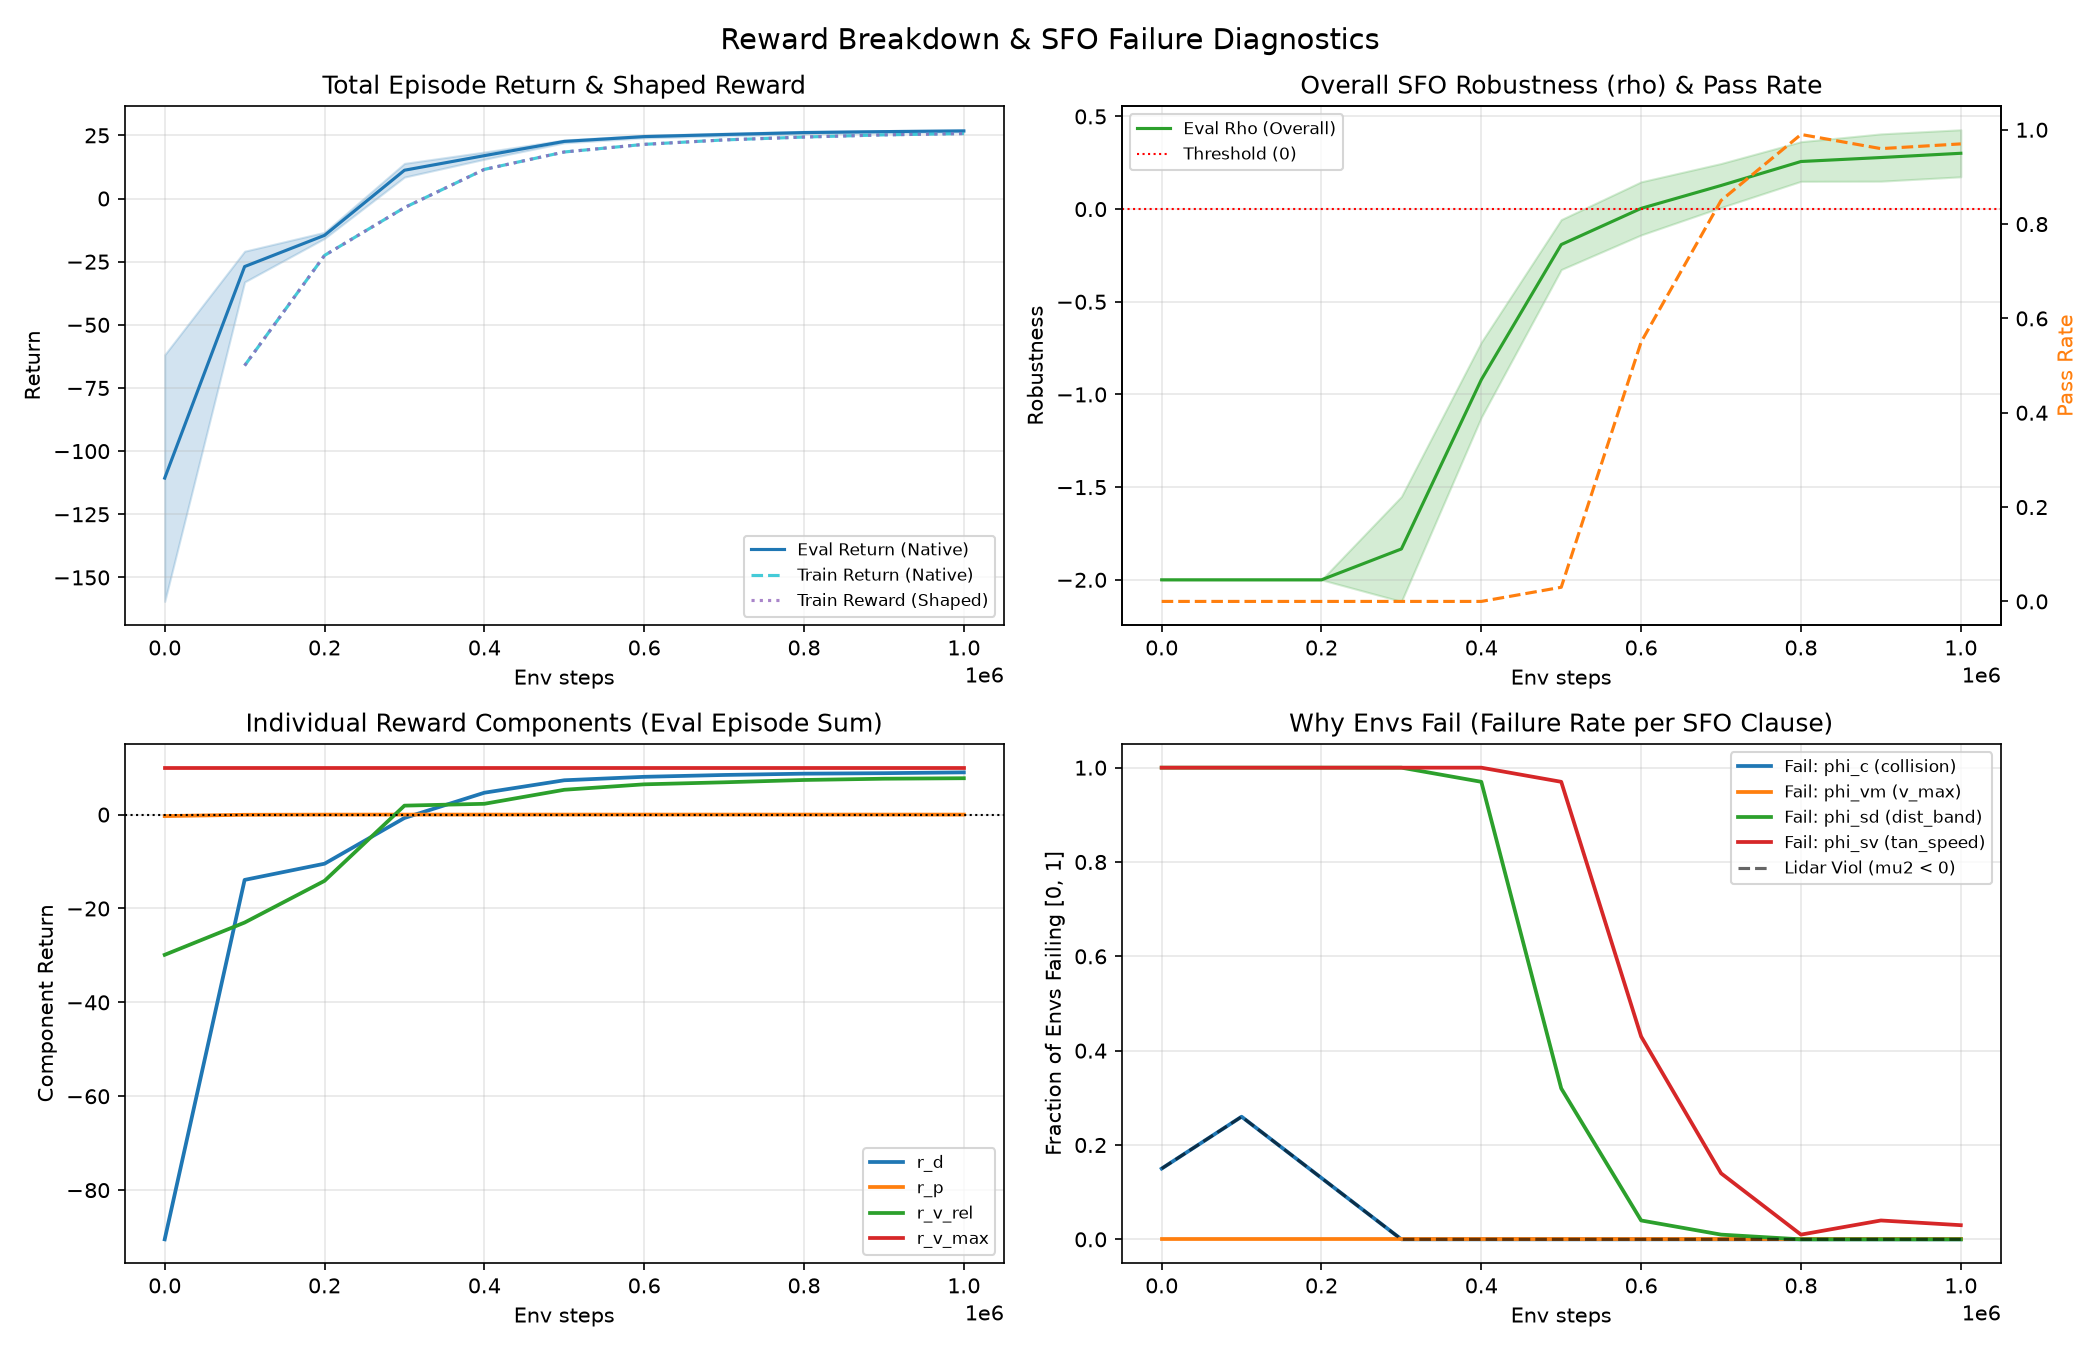 Reward Breakdown & SFO Failure Diagnostics
Total Episode Return & Shaped Reward
25
0
−25
−50
−75
−100
−125
−150
Return
0.0 0.2 0.4 0.6 0.8 1.0
1e6
Env steps
Eval Return (Native)
Train Return (Native)
Train Reward (Shaped)
Overall SFO Robustness (rho) & Pass Rate
0.5
0.0
−0.5
−1.0
−1.5
−2.0
Robustness
Eval Rho (Overall)
Threshold (0)
1.0
0.8
0.6
0.4
0.2
0.0
Pass Rate
0.0 0.2 0.4 0.6 0.8 1.0
1e6
Env steps
Individual Reward Components (Eval Episode Sum)
0
−20
−40
−60
−80
Component Return
r_d
r_p
r_v_rel
r_v_max
0.0 0.2 0.4 0.6 0.8 1.0
1e6
Env steps
Why Envs Fail (Failure Rate per SFO Clause)
1.0
0.8
0.6
0.4
0.2
0.0
Fraction of Envs Failing [0, 1]
Fail: phi_c (collision)
Fail: phi_vm (v_max)
Fail: phi_sd (dist_band)
Fail: phi_sv (tan_speed)
Lidar Viol (mu2 < 0)
0.0 0.2 0.4 0.6 0.8 1.0
1e6
Env steps